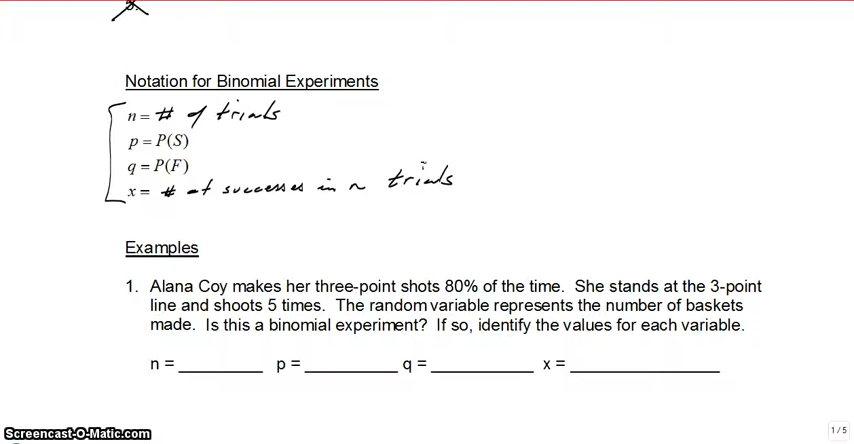 Notation for Binomial Experiments
n = # of trials
p = P(S)
q = P(F)
x = # of successes in n trials
Examples
1. Alana Coy makes her three-point shots 80% of the time. She stands at the 3-point
line and shoots 5 times. The random variable represents the number of baskets
made. Is this a binomial experiment? If so, identify the values for each variable.
n = ________ p = _________ q = __________ x = ______________
Screencast-O-Matic.com
1 / 5